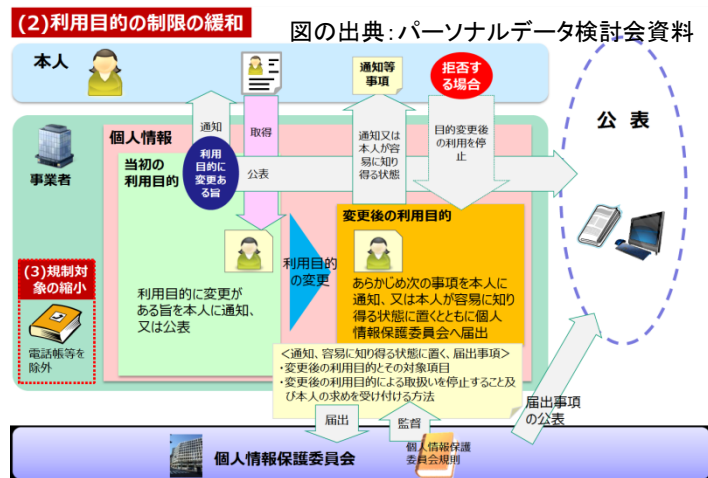 (2)利用目的の制限の緩和
図の出典：パーソナルデータ検討会資料
本人
通知等
事項
拒否す
る場合
公 表
通知
取得
通知又は
本人が容
易に知り
得る状態
目的変更後
の利用を停
止
事業者
個人情報
当初の
利用目的
利用
目的に
変更あ
る旨
公表
変更後の利用目的
利用目的
の変更
(3)規制対
象の縮小
電話帳等を
除外
利用目的に変更が
ある旨を本人に通知、
又は公表
あらかじめ次の事項を本人に
通知、又は本人が容易に知り
得る状態に置くとともに個人
情報保護委員会へ届出
＜通知、容易に知り得る状態に置く、届出事項＞
・変更後の利用目的とその対象項目
・変更後の利用目的による取扱いを停止すること及
び本人の求めを受け付ける方法
届出
監督
届出事項
の公表
個人情報保護委員会
個人情報保護
委員会規則